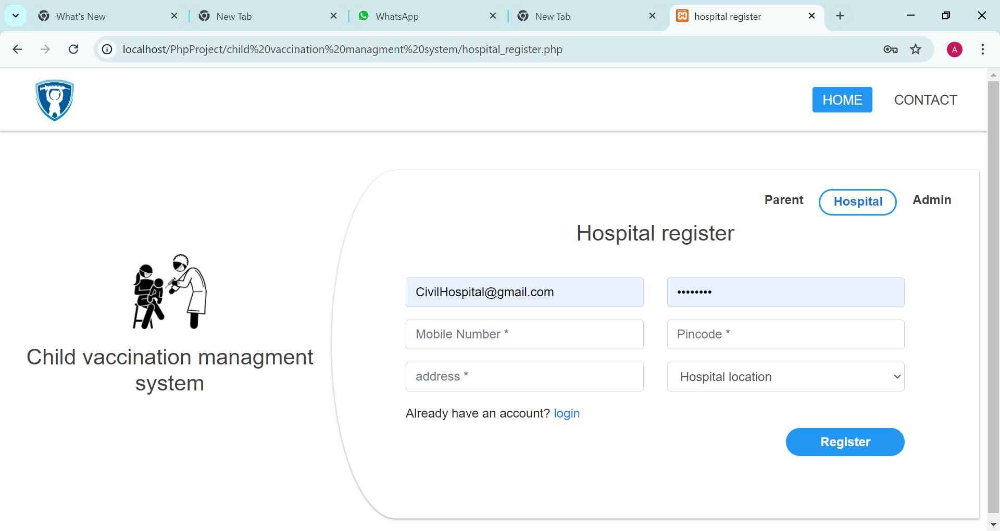 What's New
New Tab
WhatsApp
New Tab
hospital register
localhost/PhpProject/child%20vaccination%20managment%20system/hospital_register.php
A
HOME
CONTACT
Parent
Hospital
Admin
Hospital register
CivilHospital@gmail.com
••••••••
Mobile Number *
Pincode *
address *
Hospital location
Already have an account? login
Register
Child vaccination managment
system